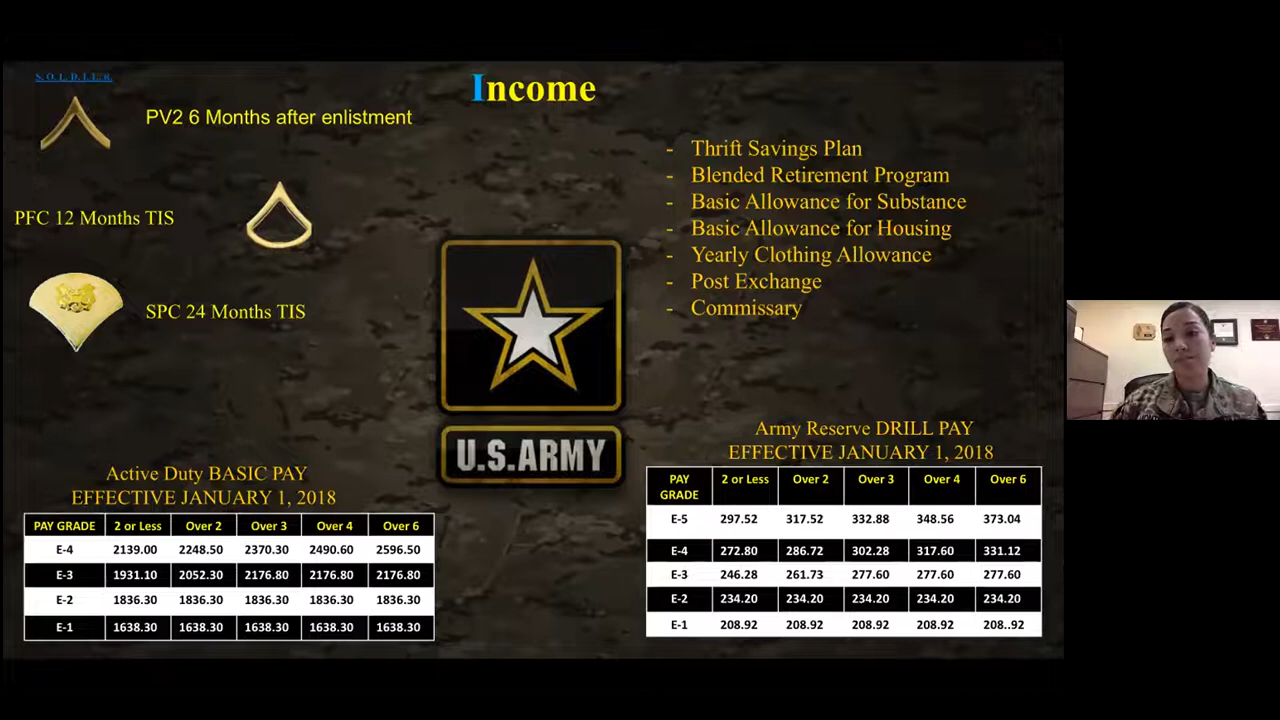 S. O. L. D. I. E. R.
Income
PV2 6 Months after enlistment
PFC 12 Months TIS
SPC 24 Months TIS
- Thrift Savings Plan
- Blended Retirement Program
- Basic Allowance for Substance
- Basic Allowance for Housing
- Yearly Clothing Allowance
- Post Exchange
- Commissary
U.S.ARMY
Active Duty BASIC PAY
EFFECTIVE JANUARY 1, 2018
PAY GRADE 2 or Less Over 2 Over 3 Over 4 Over 6
E-4 2139.00 2248.50 2370.30 2490.60 2596.50
E-3 1931.10 2052.30 2176.80 2176.80 2176.80
E-2 1836.30 1836.30 1836.30 1836.30 1836.30
E-1 1638.30 1638.30 1638.30 1638.30 1638.30
Army Reserve DRILL PAY
EFFECTIVE JANUARY 1, 2018
PAY GRADE 2 or Less Over 2 Over 3 Over 4 Over 6
E-5 297.52 317.52 332.88 348.56 373.04
E-4 272.80 286.72 302.28 317.60 331.12
E-3 246.28 261.73 277.60 277.60 277.60
E-2 234.20 234.20 234.20 234.20 234.20
E-1 208.92 208.92 208.92 208.92 208..92